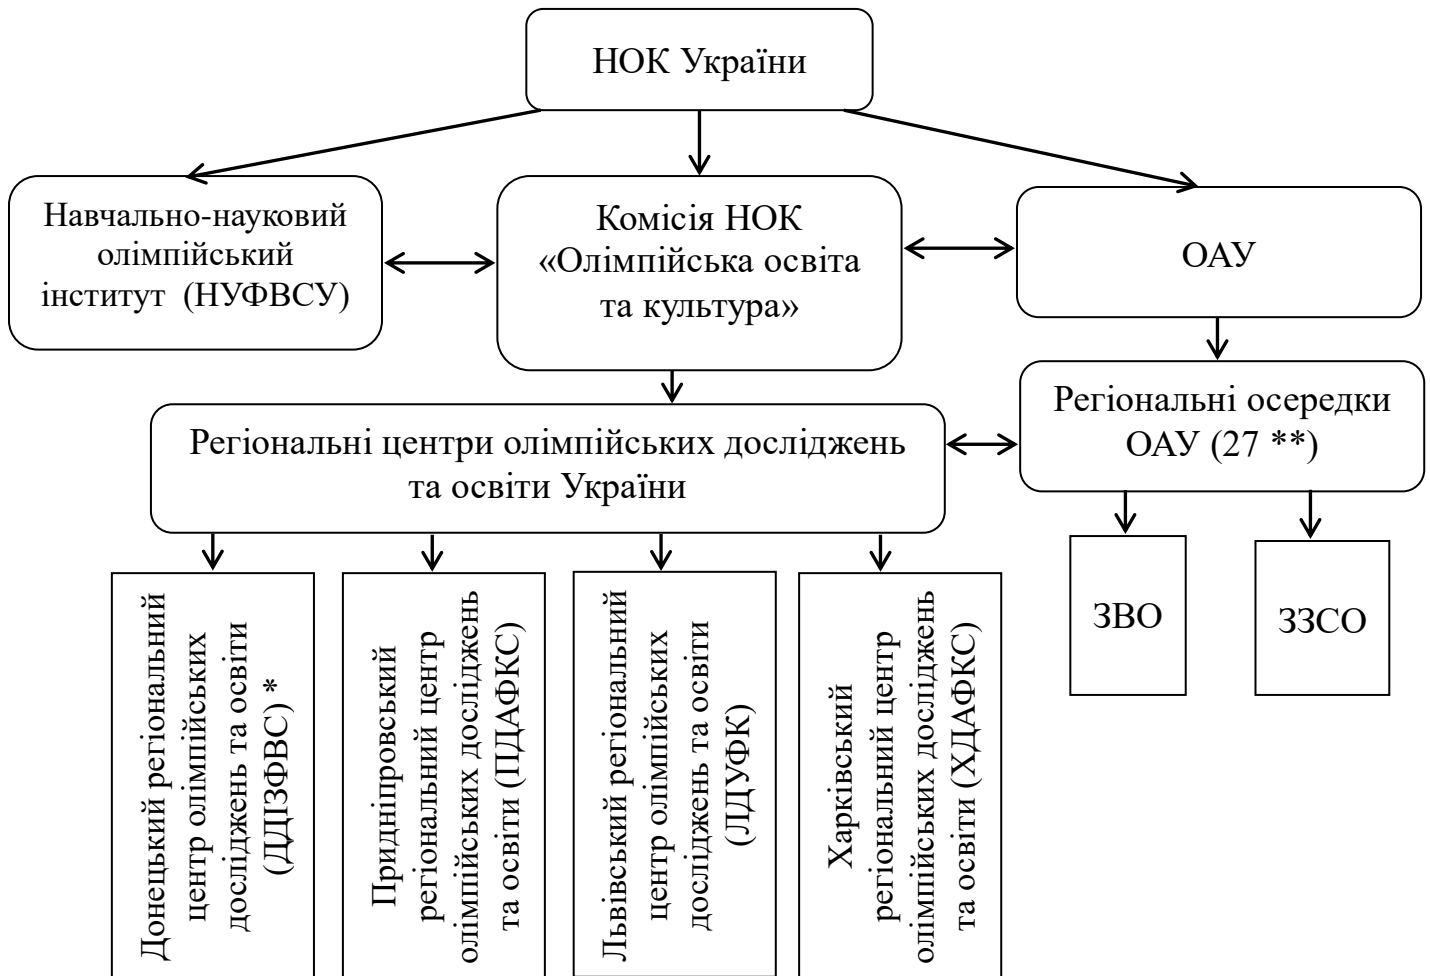 НОК України
Навчально-науковий
олімпійський
інститут (НУФВСУ)
Комісія НОК
«Олімпійська освіта
та культура»
ОАУ
Регіональні осередки
ОАУ (27 **)
Регіональні центри олімпійських досліджень
та освіти України
Донецький регіональний
центр олімпійських
досліджень та освіти
(ДДІЗФВС) *
Придніпровський
регіональний центр
олімпійських досліджень
та освіти (ПДАФКС)
Львівський регіональний
центр олімпійських
досліджень та освіти
(ЛДУФК)
Харківський
регіональний центр
олімпійських досліджень
та освіти (ХДАФКС)
ЗВО
ЗЗСО